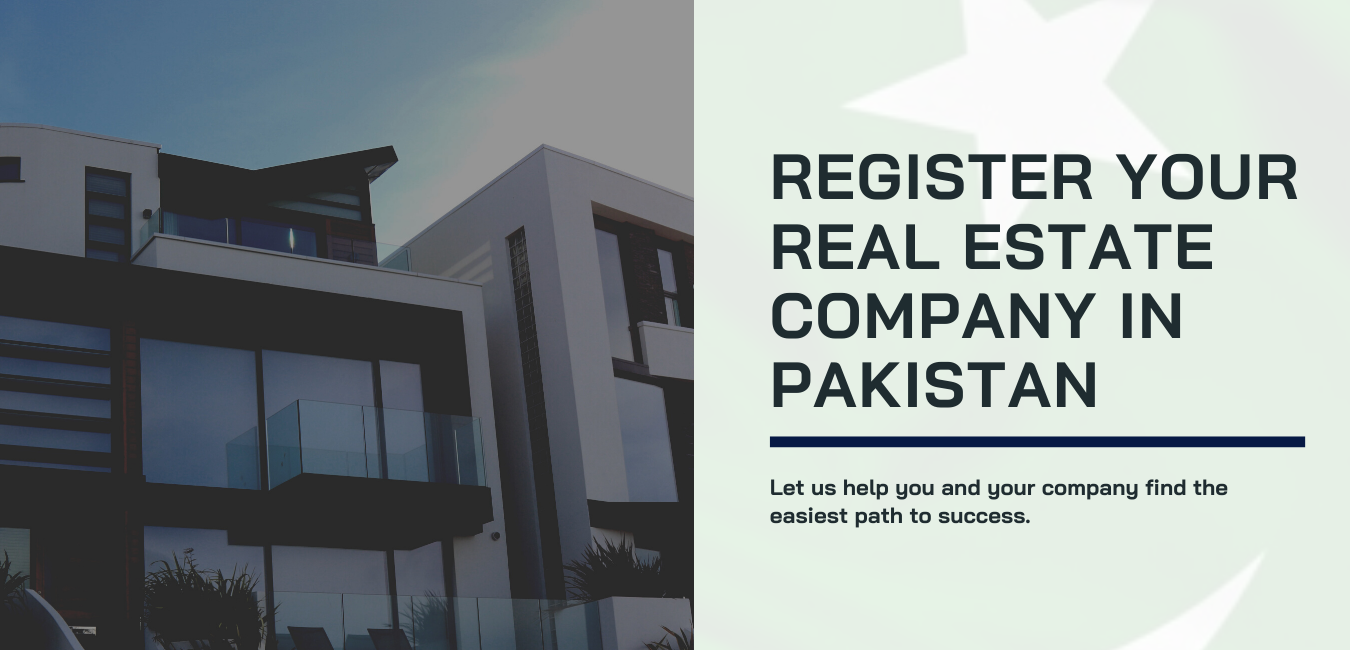 REGISTER YOUR
REAL ESTATE
COMPANY IN
PAKISTAN
Let us help you and your company find the
easiest path to success.